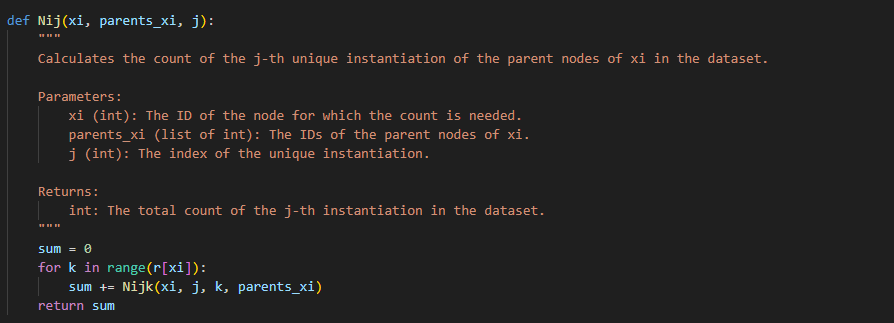 def Nij(xi, parents_xi, j):
"""
Calculates the count of the j-th unique instantiation of the parent nodes of xi in the dataset.
Parameters:
xi (int): The ID of the node for which the count is needed.
parents_xi (list of int): The IDs of the parent nodes of xi.
j (int): The index of the unique instantiation.
Returns:
int: The total count of the j-th instantiation in the dataset.
"""
sum = 0
for k in range(r[xi]):
sum += Nijk(xi, j, k, parents_xi)
return sum